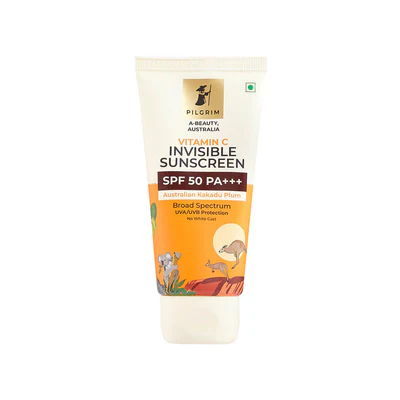 PILGRIM
A-BEAUTY,
AUSTRALIA
VITAMIN C
INVISIBLE
SUNSCREEN
SPF 50 PA+++
Australian Kakadu Plum
Broad Spectrum
UVA/UVB Protection
No White Cast